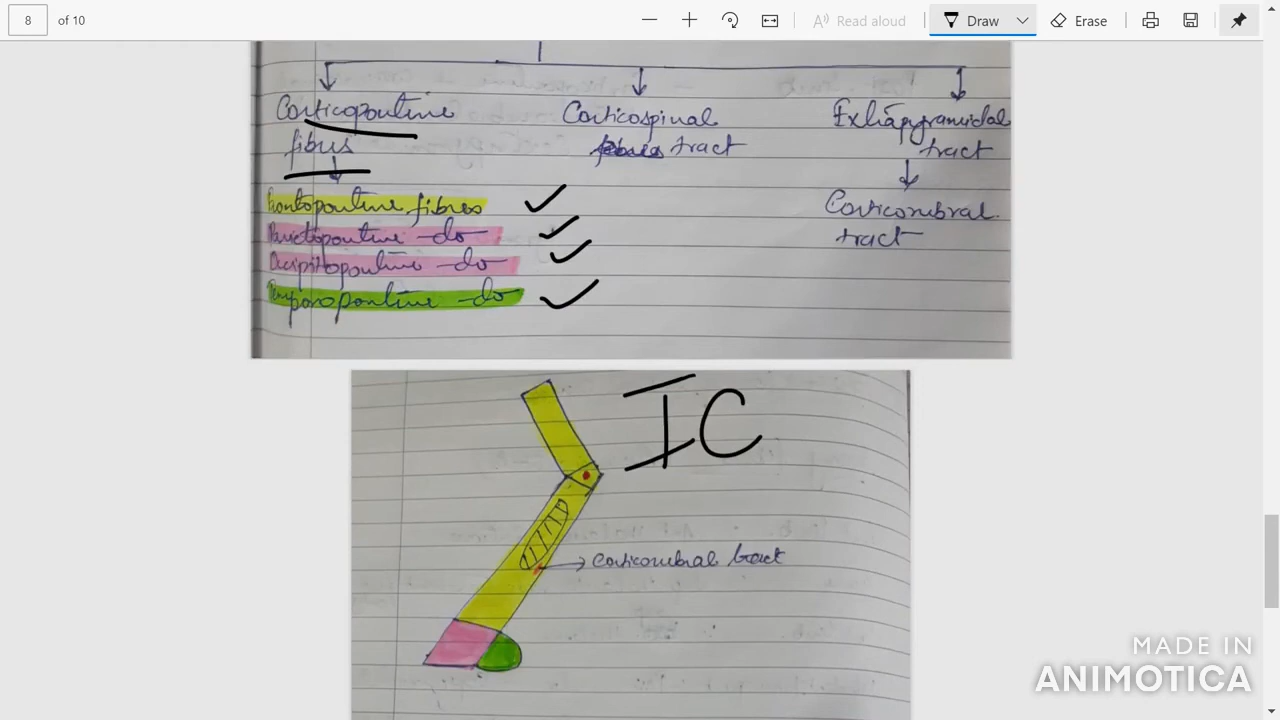 8 of 10
Read aloud
Draw
Erase
Corticopontine
fibres
Corticospinal
tract
Extrapyramidal
tract
Frontopontine fibres
Parietopontine -do-
Occipitopontine -do-
Temporopontine -do-
Corticorubral
tract
IC
Corticorubral tract
MADE IN
ANIMOTICA